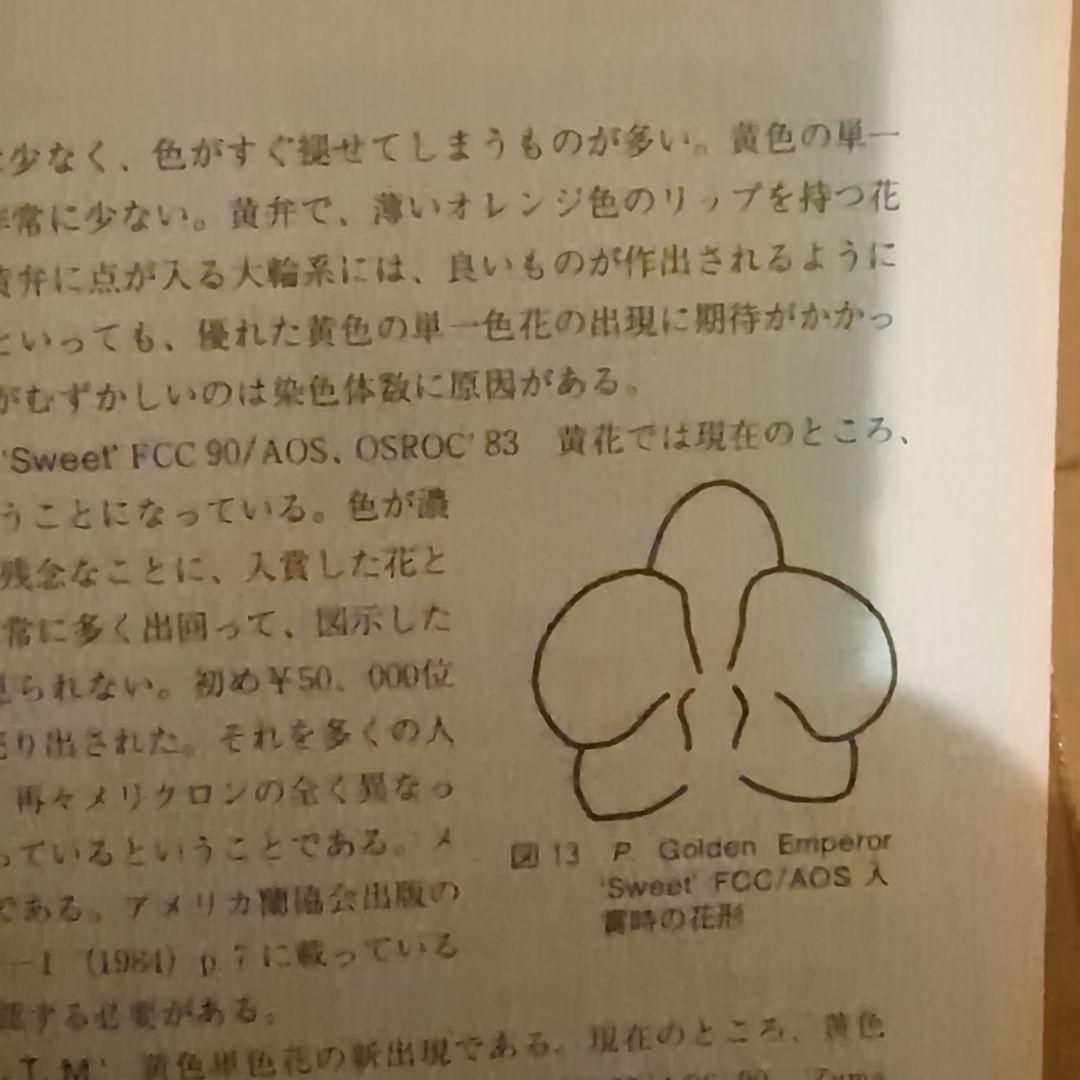 少なく、色がすぐ褪せてしまうものが多い。黄色の単一
常に少ない。黄弁で、薄いオレンジ色のリップを持つ花
黄弁に点が入る大輪系には、良いものが作出されるように
といっても、優れた黄色の単一色花の出現に期待がかかっ
がむずかしいのは染色体数に原因がある。
'Sweet' FCC 90/AOS, OSROC'83 黄花では現在のところ、
うことになっている。色が濃
残念なことに、入賞した花と
常に多く出回って、図示した
見られない。初め¥50,000位
売り出された。それを多くの人
再々メリクロンの全く異なっ
っているということである。メ
である。アメリカ蘭協会出版の
-1 (1984) p 7に載っている
する必要がある。
T.M' 黄色単色花の新出現である。現在のところ、黄色
図13 P. Golden Emperor
'Sweet' FCC/AOS 入
賞時の花形